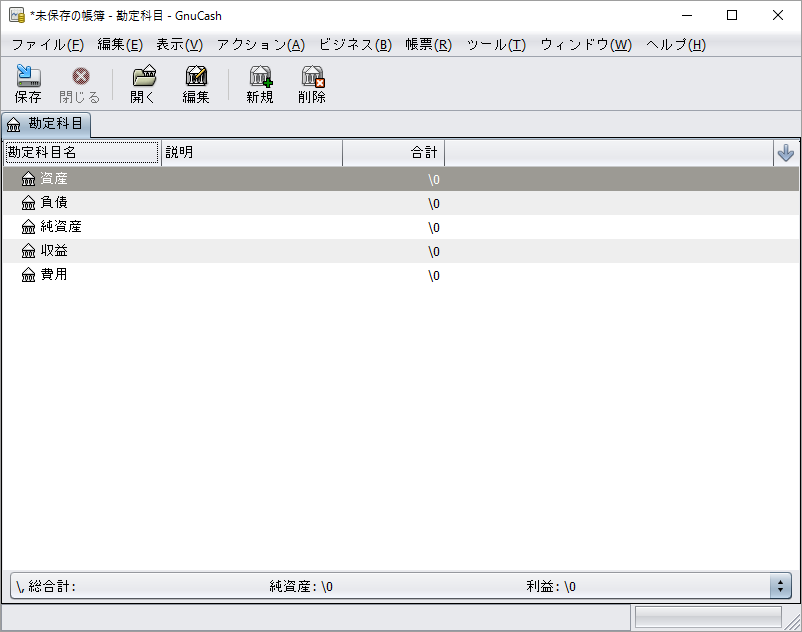 *未保存の帳簿 - 勘定科目 - GnuCash
ファイル(F) 編集(E) 表示(V) アクション(A) ビジネス(B) 帳票(R) ツール(T) ウィンドウ(W) ヘルプ(H)
保存 閉じる 開く 編集 新規 削除
勘定科目
勘定科目名 説明 合計
資産 \0
負債 \0
純資産 \0
収益 \0
費用 \0
\, 総合計: 純資産: \0 利益: \0